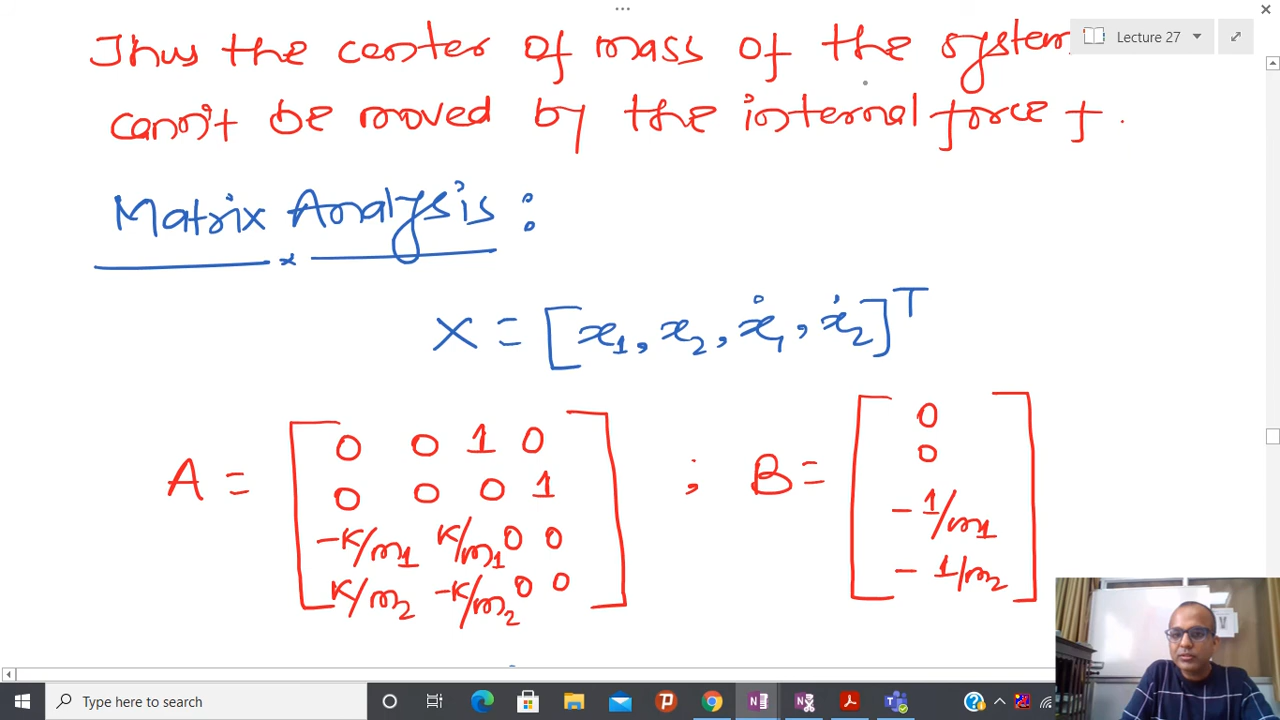 Lecture 27
Thus the center of mass of the system
cann't be moved by the internal force f.
Matrix Analysis:
X = [x₁, x₂, ẋ₁, ẋ₂]ᵀ
A = [0 0 1 0
0 0 0 1
-K/m₁ K/m₁ 0 0
K/m₂ -K/m₂ 0 0] ; B = [0
0
-1/m₁
-1/m₂]
Type here to search